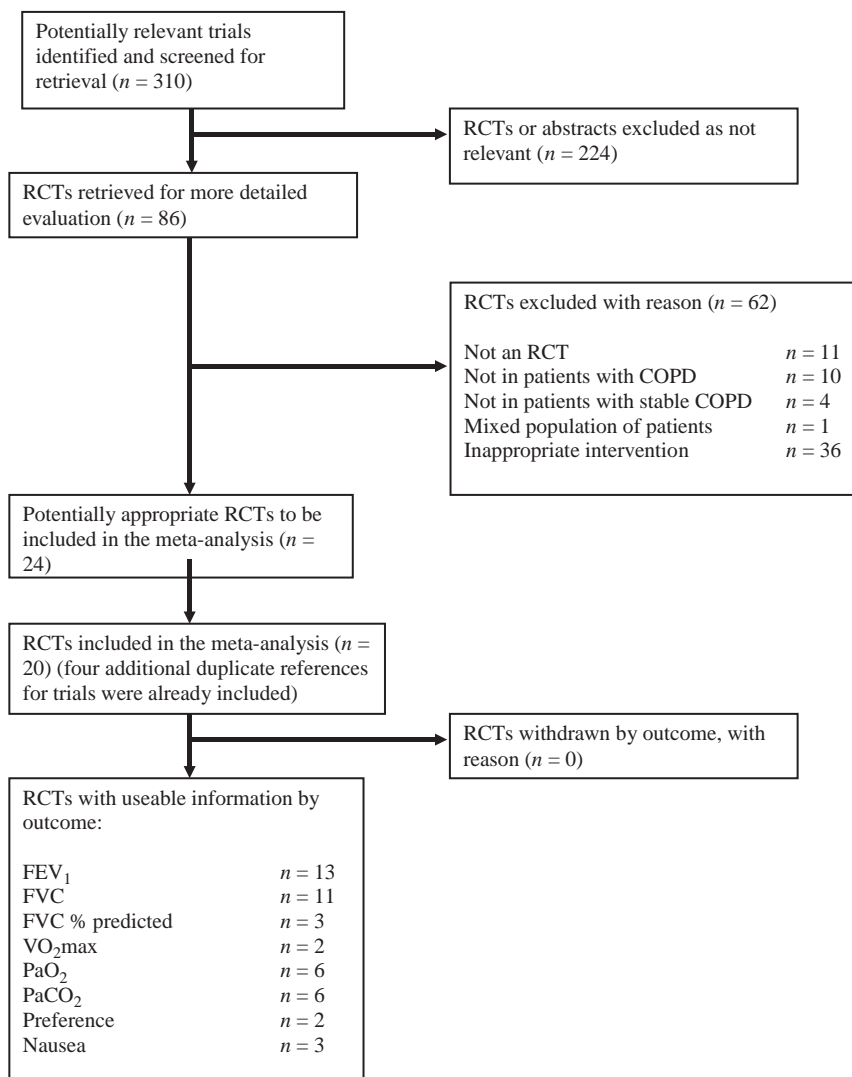 Potentially relevant trials
identified and screened for
retrieval (n = 310)
RCTs or abstracts excluded as not
relevant (n = 224)
RCTs retrieved for more detailed
evaluation (n = 86)
RCTs excluded with reason (n = 62)
Not an RCT n = 11
Not in patients with COPD n = 10
Not in patients with stable COPD n = 4
Mixed population of patients n = 1
Inappropriate intervention n = 36
Potentially appropriate RCTs to be
included in the meta-analysis (n =
24)
RCTs included in the meta-analysis (n =
20) (four additional duplicate references
for trials were already included)
RCTs withdrawn by outcome, with
reason (n = 0)
RCTs with useable information by
outcome:
FEV₁ n = 13
FVC n = 11
FVC % predicted n = 3
VO₂max n = 2
PaO₂ n = 6
PaCO₂ n = 6
Preference n = 2
Nausea n = 3